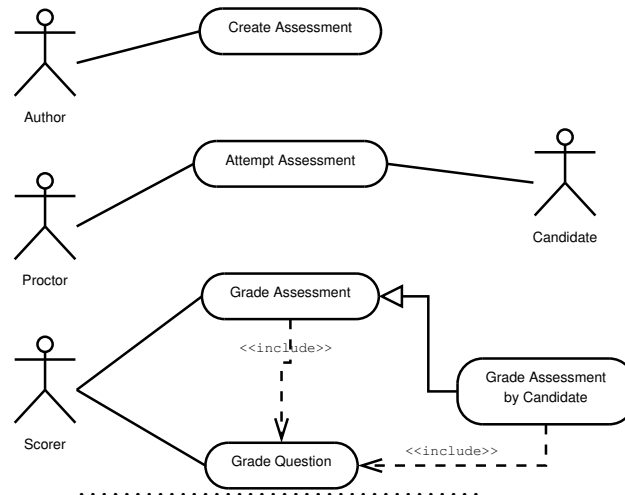 Create Assessment
Author
Attempt Assessment
Candidate
Proctor
Grade Assessment
<<include>>
Grade Assessment
by Candidate
Scorer
<<include>>
Grade Question